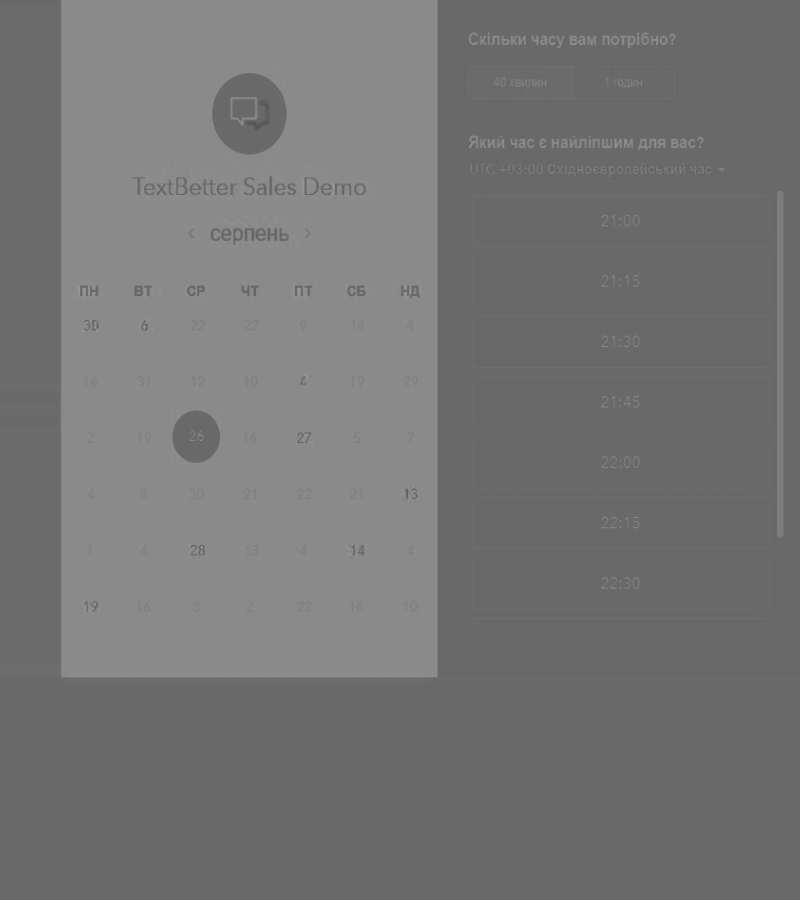 TextBetter Sales Demo
‹ серпень ›
ПН ВТ СР ЧТ ПТ СБ НД
30 6 22 22 9 14 4
16 31 12 10 4 19 29
2 19 26 16 27 5 7
4 8 30 21 22 21 13
1 4 28 13 4 14 4
19 16 8 2 22 16 10
Скільки часу вам потрібно?
40 хвилин 1 годин
Який час є найліпшим для вас?
UTC +03:00 Східноєвропейський час
21:00
21:15
21:30
21:45
22:00
22:15
22:30